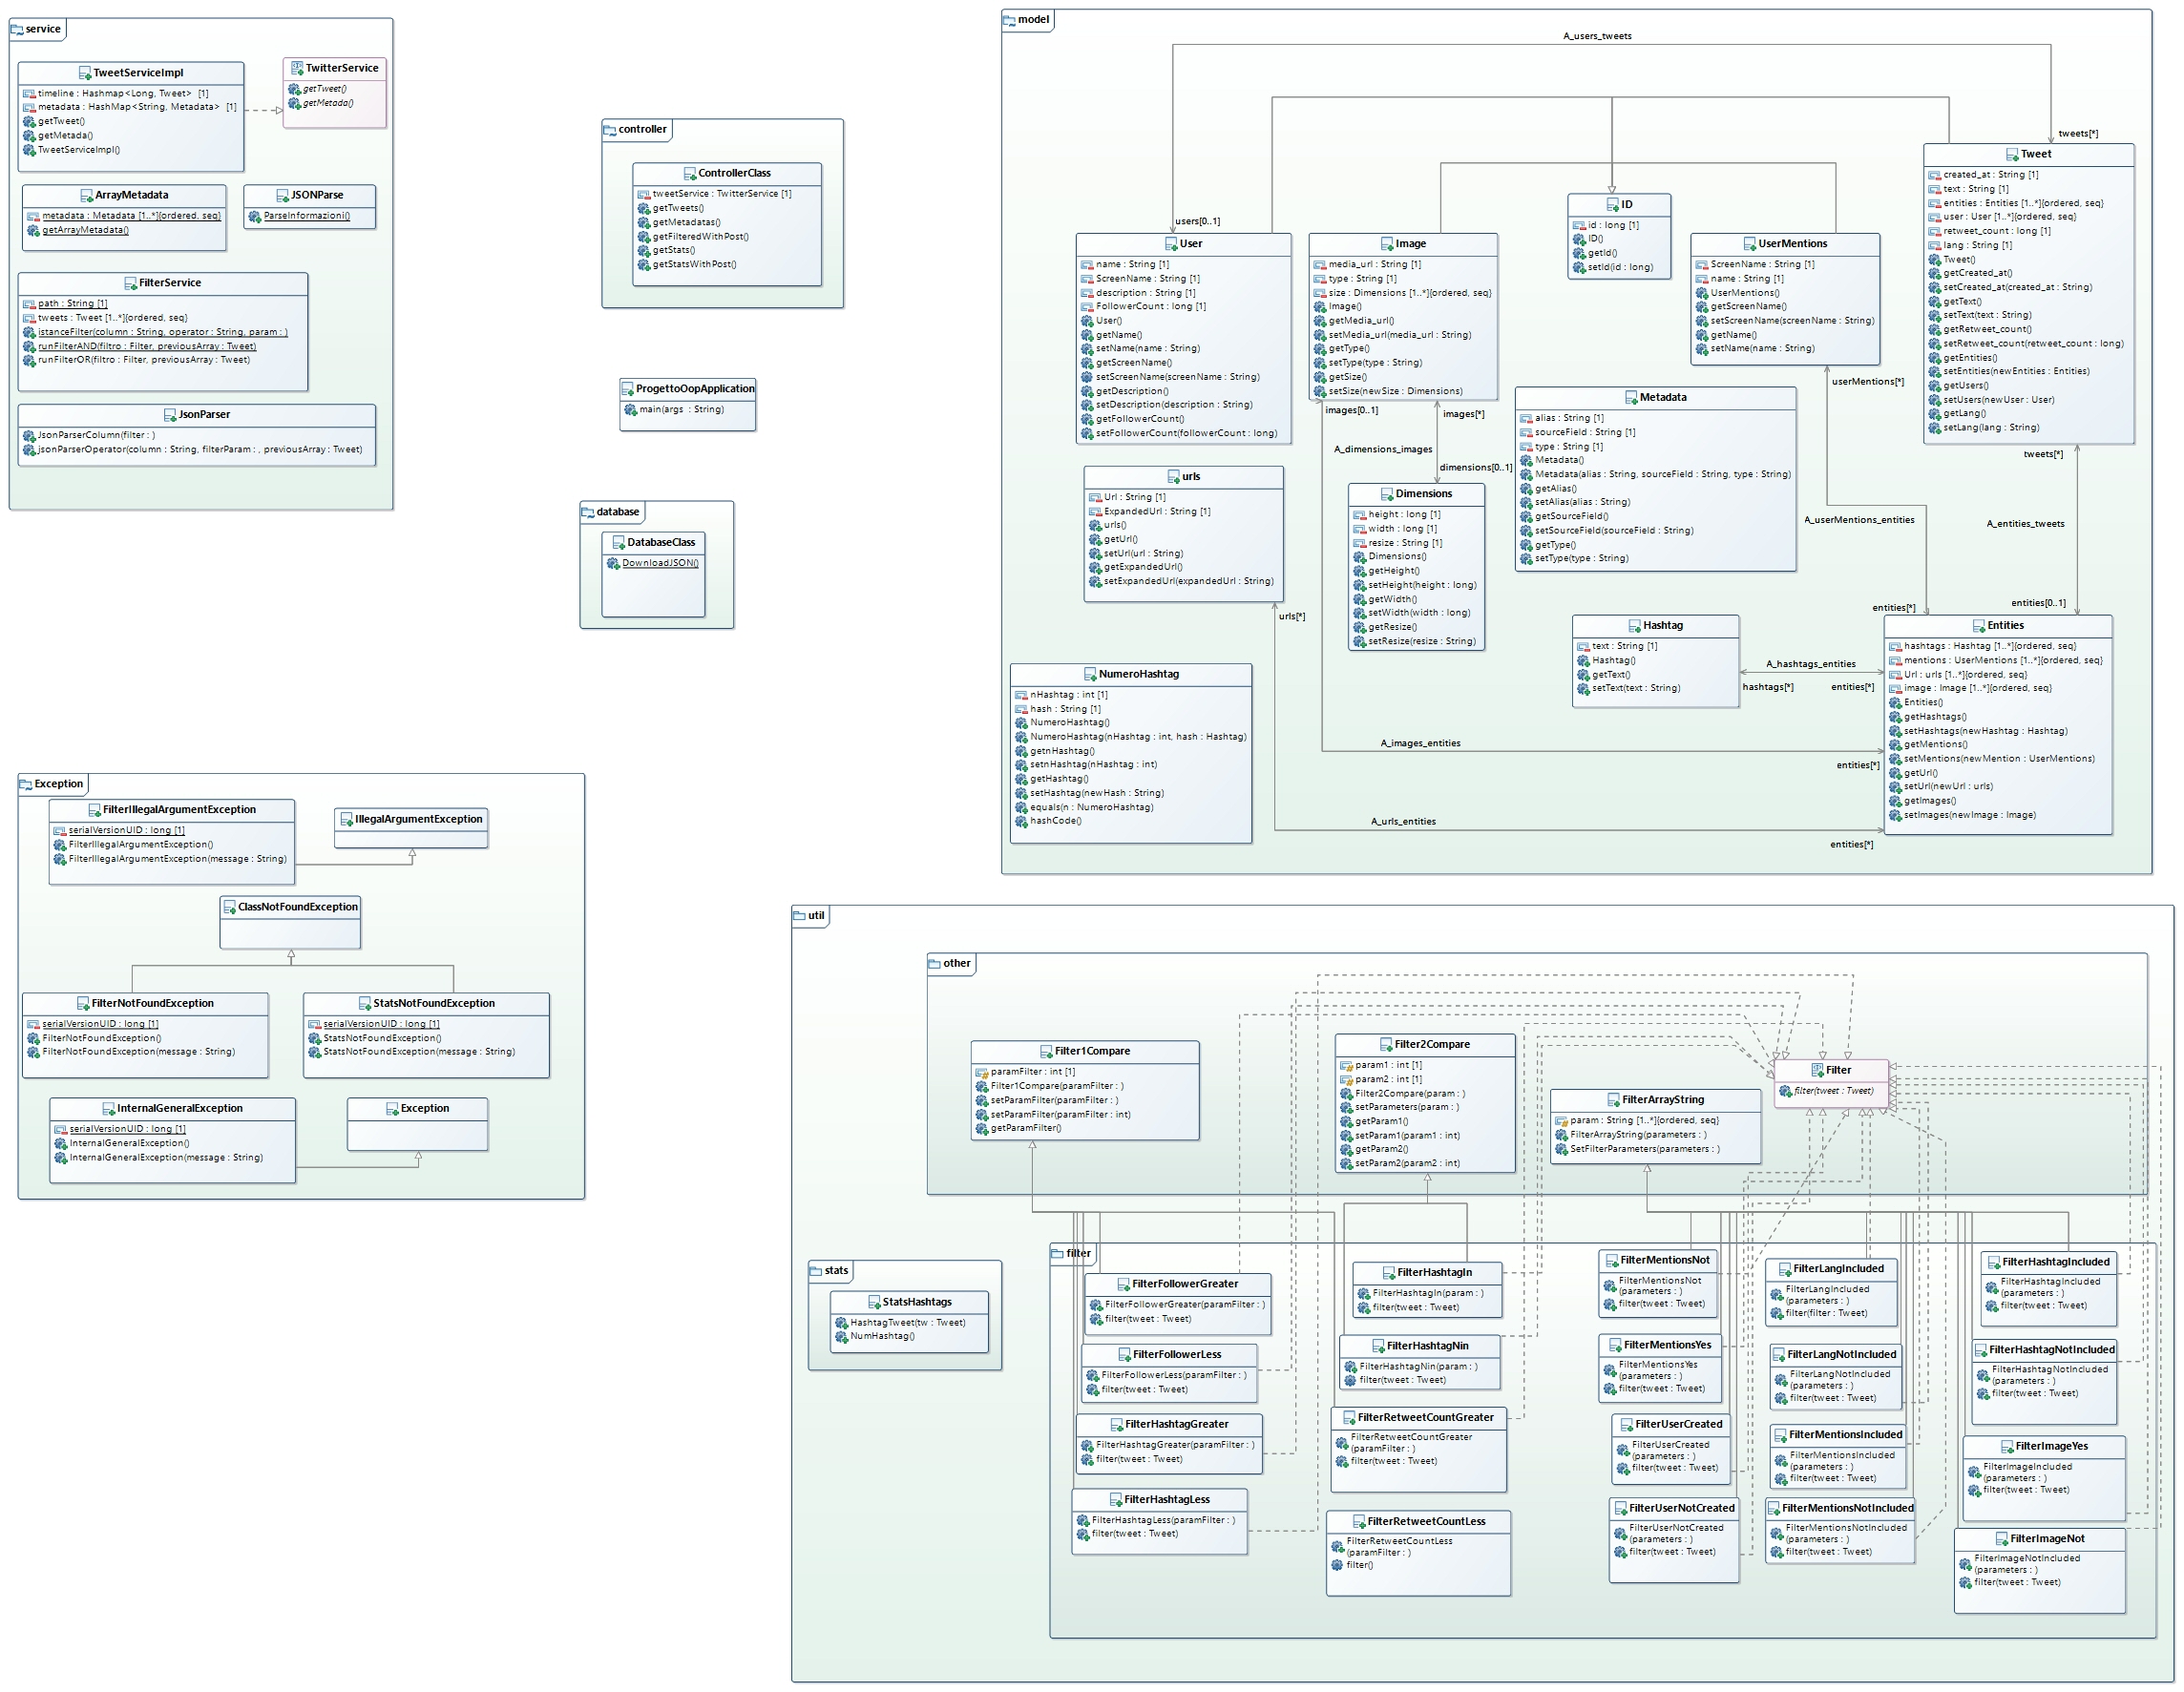 service
TweetServiceImpl
timeline : Hashmap<Long, Tweet> [1]
metadata : HashMap<String, Metadata> [1]
getTweet()
getMetada()
TweetServiceImpl()
TwitterService
getTweet()
getMetada()
ArrayMetadata
metadata : Metadata [1..*]{ordered, seq}
getArrayMetadata()
JSONParse
ParseInformazioni()
FilterService
path : String [1]
tweets : Tweet [1..*]{ordered, seq}
istanceFilter(column : String, operator : String, param : )
runFilterAND(filtro : Filter, previousArray : Tweet)
runFilterOR(filtro : Filter, previousArray : Tweet)
JsonParser
JsonParserColumn(filter : )
jsonParserOperator(column : String, filterParam : , previousArray : Tweet)
controller
ControllerClass
tweetService : TwitterService [1]
getTweets()
getMetadatas()
getFilteredWithPost()
getStats()
getStatsWithPost()
ProgettoOopApplication
main(args : String)
database
DatabaseClass
DownloadJSON()
model
A_users_tweets
tweets[*]
users[0..1]
User
name : String [1]
ScreenName : String [1]
description : String [1]
FollowerCount : long [1]
User()
getName()
setName(name : String)
getScreenName()
setScreenName(screenName : String)
getDescription()
setDescription(description : String)
getFollowerCount()
setFollowerCount(followerCount : long)
Image
media_url : String [1]
type : String [1]
size : Dimensions [1..*]{ordered, seq}
Image()
getMedia_url()
setMedia_url(media_url : String)
getType()
setType(type : String)
getSize()
setSize(newSize : Dimensions)
ID
id : long [1]
ID()
getId()
setId(id : long)
UserMentions
ScreenName : String [1]
name : String [1]
UserMentions()
getScreenName()
setScreenName(screenName : String)
getName()
setName(name : String)
Tweet
created_at : String [1]
text : String [1]
entities : Entities [1..*]{ordered, seq}
user : User [1..*]{ordered, seq}
retweet_count : long [1]
lang : String [1]
Tweet()
getCreated_at()
setCreated_at(created_at : String)
getText()
setText(text : String)
getRetweet_count()
setRetweet_count(retweet_count : long)
getEntities()
setEntities(newEntities : Entities)
getUsers()
setUsers(newUser : User)
getLang()
setLang(lang : String)
images[0..1]
images[*]
A_dimensions_images
dimensions[0..1]
userMentions[*]
A_userMentions_entities
entities[*]
tweets[*]
A_entities_tweets
entities[0..1]
Metadata
alias : String [1]
sourceField : String [1]
type : String [1]
Metadata()
Metadata(alias : String, sourceField : String, type : String)
getAlias()
setAlias(alias : String)
getSourceField()
setSourceField(sourceField : String)
getType()
setType(type : String)
urls
Url : String [1]
ExpandedUrl : String [1]
urls()
getUrl()
setUrl(url : String)
getExpandedUrl()
setExpandedUrl(expandedUrl : String)
urls[*]
Dimensions
height : long [1]
width : long [1]
resize : String [1]
Dimensions()
getHeight()
setHeight(height : long)
getWidth()
setWidth(width : long)
getResize()
setResize(resize : String)
Hashtag
text : String [1]
Hashtag()
getText()
setText(text : String)
A_hashtags_entities
hashtags[*]
entities[*]
Entities
hashtags : Hashtag [1..*]{ordered, seq}
mentions : UserMentions [1..*]{ordered, seq}
Url : urls [1..*]{ordered, seq}
image : Image [1..*]{ordered, seq}
Entities()
getHashtags()
setHashtags(newHashtag : Hashtag)
getMentions()
setMentions(newMention : UserMentions)
getUrl()
setUrl(newUrl : urls)
getImages()
setImages(newImage : Image)
NumeroHashtag
nHashtag : int [1]
hash : String [1]
NumeroHashtag()
NumeroHashtag(nHashtag : int, hash : Hashtag)
getnHashtag()
setnHashtag(nHashtag : int)
getHashtag()
setHashtag(newHash : String)
equals(n : NumeroHashtag)
hashCode()
A_images_entities
entities[*]
A_urls_entities
entities[*]
Exception
FilterIllegalArgumentException
serialVersionUID : long [1]
FilterIllegalArgumentException()
FilterIllegalArgumentException(message : String)
IllegalArgumentException
ClassNotFoundException
FilterNotFoundException
serialVersionUID : long [1]
FilterNotFoundException()
FilterNotFoundException(message : String)
StatsNotFoundException
serialVersionUID : long [1]
StatsNotFoundException()
StatsNotFoundException(message : String)
InternalGeneralException
serialVersionUID : long [1]
InternalGeneralException()
InternalGeneralException(message : String)
Exception
util
other
Filter1Compare
paramFilter : int [1]
Filter1Compare(paramFilter : )
setParamFilter(paramFilter : )
setParamFilter(paramFilter : int)
getParamFilter()
Filter2Compare
param1 : int [1]
param2 : int [1]
Filter2Compare(param : )
setParameters(param : )
getParam1()
setParam1(param1 : int)
getParam2()
setParam2(param2 : int)
FilterArrayString
param : String [1..*]{ordered, seq}
FilterArrayString(parameters : )
SetFilterParameters(parameters : )
Filter
filter(tweet : Tweet)
stats
StatsHashtags
HashtagTweet(tw : Tweet)
NumHashtag()
filter
FilterFollowerGreater
FilterFollowerGreater(paramFilter : )
filter(tweet : Tweet)
FilterFollowerLess
FilterFollowerLess(paramFilter : )
filter(tweet : Tweet)
FilterHashtagGreater
FilterHashtagGreater(paramFilter : )
filter(tweet : Tweet)
FilterHashtagLess
FilterHashtagLess(paramFilter : )
filter(tweet : Tweet)
FilterHashtagIn
FilterHashtagIn(param : )
filter(tweet : Tweet)
FilterHashtagNin
FilterHashtagNin(param : )
filter(tweet : Tweet)
FilterRetweetCountGreater
FilterRetweetCountGreater
(paramFilter : )
filter(tweet : Tweet)
FilterRetweetCountLess
FilterRetweetCountLess
(paramFilter : )
filter()
FilterMentionsNot
FilterMentionsNot
(parameters : )
filter(tweet : Tweet)
FilterMentionsYes
FilterMentionsYes
(parameters : )
filter(tweet : Tweet)
FilterUserCreated
FilterUserCreated
(parameters : )
filter(tweet : Tweet)
FilterUserNotCreated
FilterUserNotCreated
(parameters : )
filter(tweet : Tweet)
FilterLangIncluded
FilterLangIncluded
(parameters : )
filter(filter : Tweet)
FilterLangNotIncluded
FilterLangNotIncluded
(parameters : )
filter(tweet : Tweet)
FilterMentionsIncluded
FilterMentionsIncluded
(parameters : )
filter(tweet : Tweet)
FilterMentionsNotIncluded
FilterMentionsNotIncluded
(parameters : )
filter(tweet : Tweet)
FilterHashtagIncluded
FilterHashtagIncluded
(parameters : )
filter(tweet : Tweet)
FilterHashtagNotIncluded
FilterHashtagNotIncluded
(parameters : )
filter(tweet : Tweet)
FilterImageYes
FilterImageIncluded
(parameters : )
filter(tweet : Tweet)
FilterImageNot
FilterImageNotIncluded
(parameters : )
filter(tweet : Tweet)